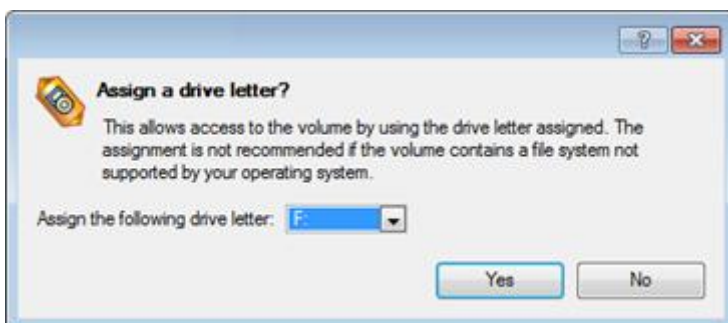 Assign a drive letter?
This allows access to the volume by using the drive letter assigned. The
assignment is not recommended if the volume contains a file system not
supported by your operating system.
Assign the following drive letter: F:
Yes No